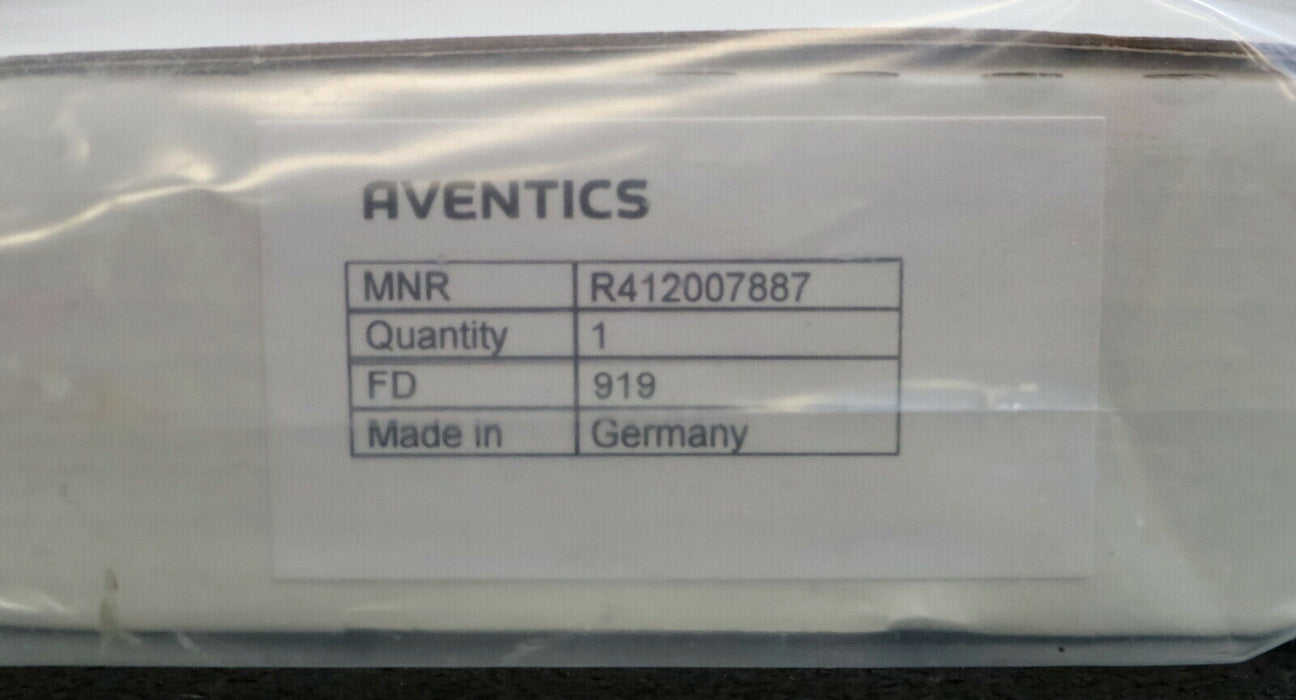 AVENTICS
MNR R412007887
Quantity 1
FD 919
Made in Germany